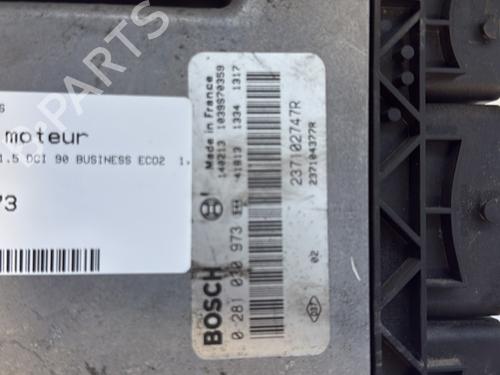 s
moteur
1.5 DCI 90 BUSINESS ECO2 1.
73
Made in France
140213 1039S70359
41813 1334 1317
237102747R
237104377R
BOSCH
0 281 030 973
02
PARTS